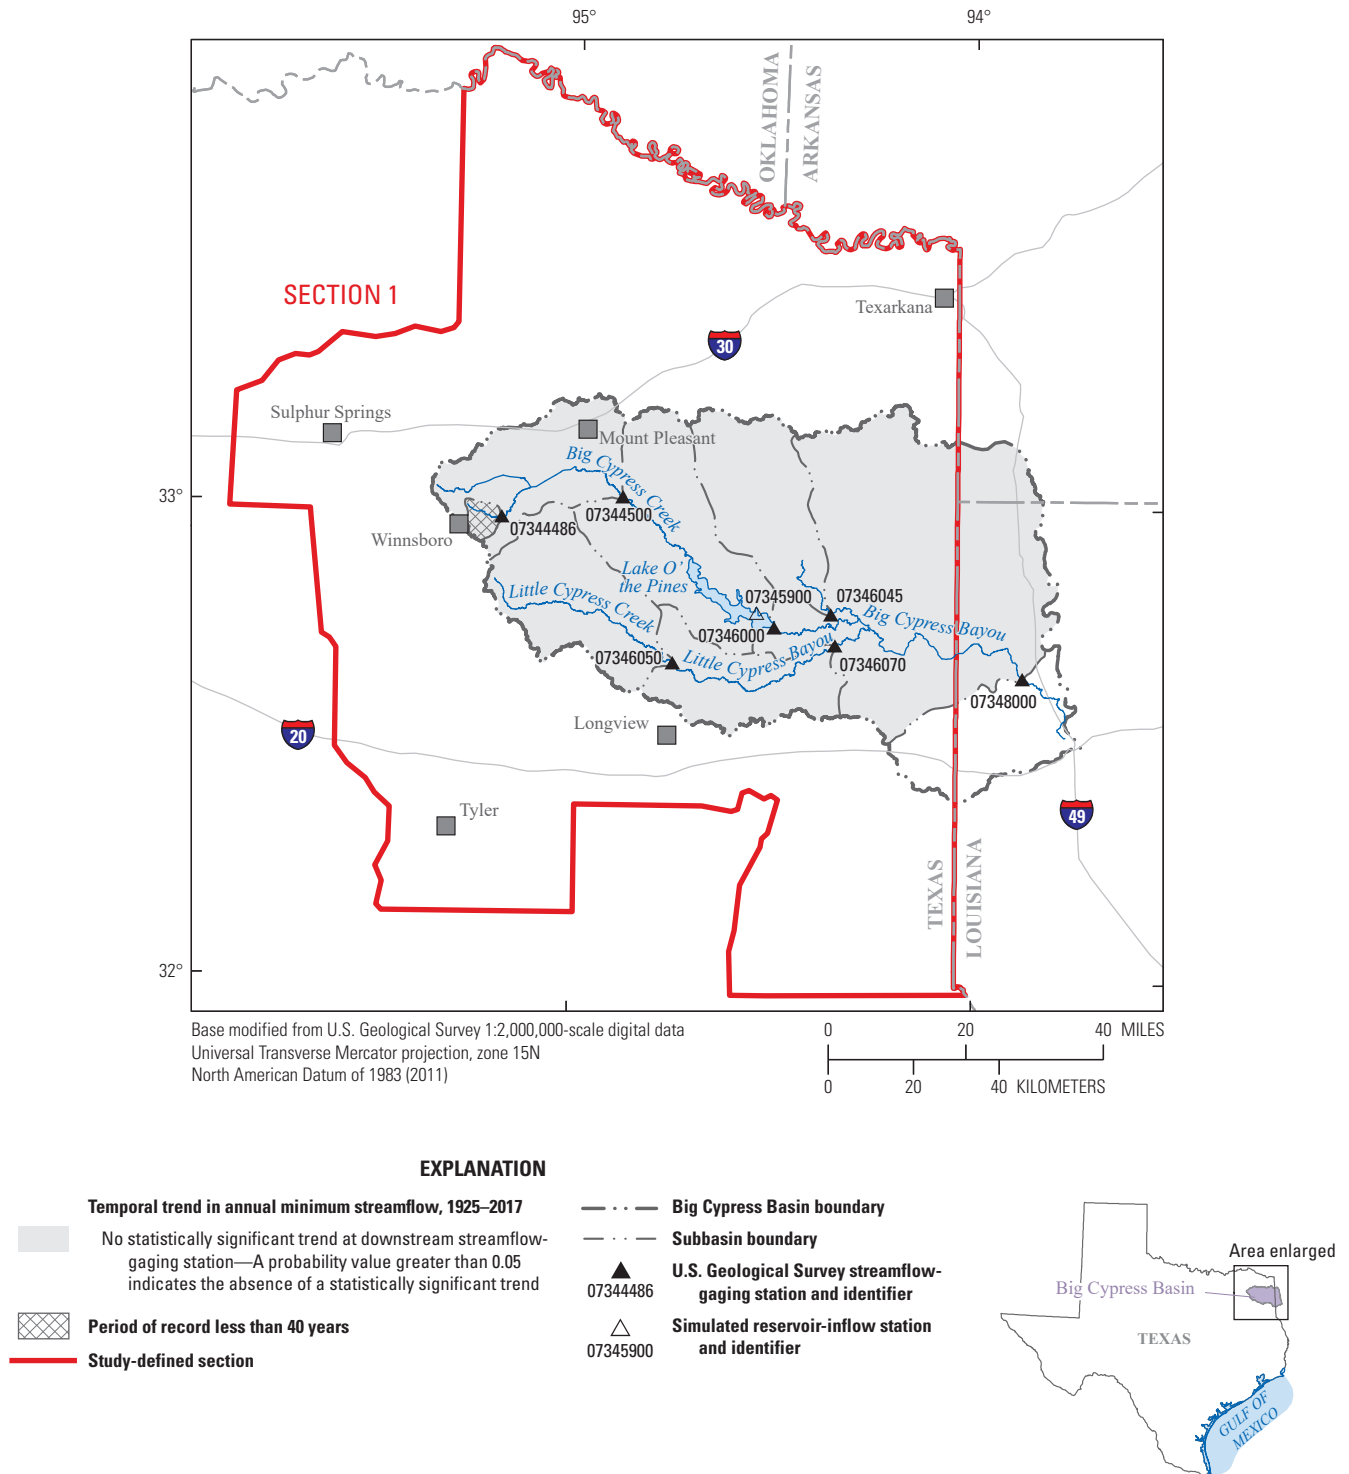 95°
94°
OKLAHOMA
ARKANSAS
SECTION 1
Texarkana
30
Sulphur Springs
Mount Pleasant
Big Cypress Creek
33°
07344500
07344486
Winnsboro
Lake O'
the Pines
Little Cypress Creek
07345900
07346045
Big Cypress Bayou
07346000
Little Cypress Bayou
07346050
07346070
07348000
Longview
20
49
Tyler
TEXAS
LOUISIANA
32°
Base modified from U.S. Geological Survey 1:2,000,000-scale digital data
Universal Transverse Mercator projection, zone 15N
North American Datum of 1983 (2011)
0 20 40 MILES
0 20 40 KILOMETERS
EXPLANATION
Temporal trend in annual minimum streamflow, 1925–2017
No statistically significant trend at downstream streamflow-
gaging station—A probability value greater than 0.05
indicates the absence of a statistically significant trend
Period of record less than 40 years
Study-defined section
Big Cypress Basin boundary
Subbasin boundary
U.S. Geological Survey streamflow-
gaging station and identifier
07344486
Simulated reservoir-inflow station
and identifier
07345900
Area enlarged
Big Cypress Basin
TEXAS
GULF OF
MEXICO